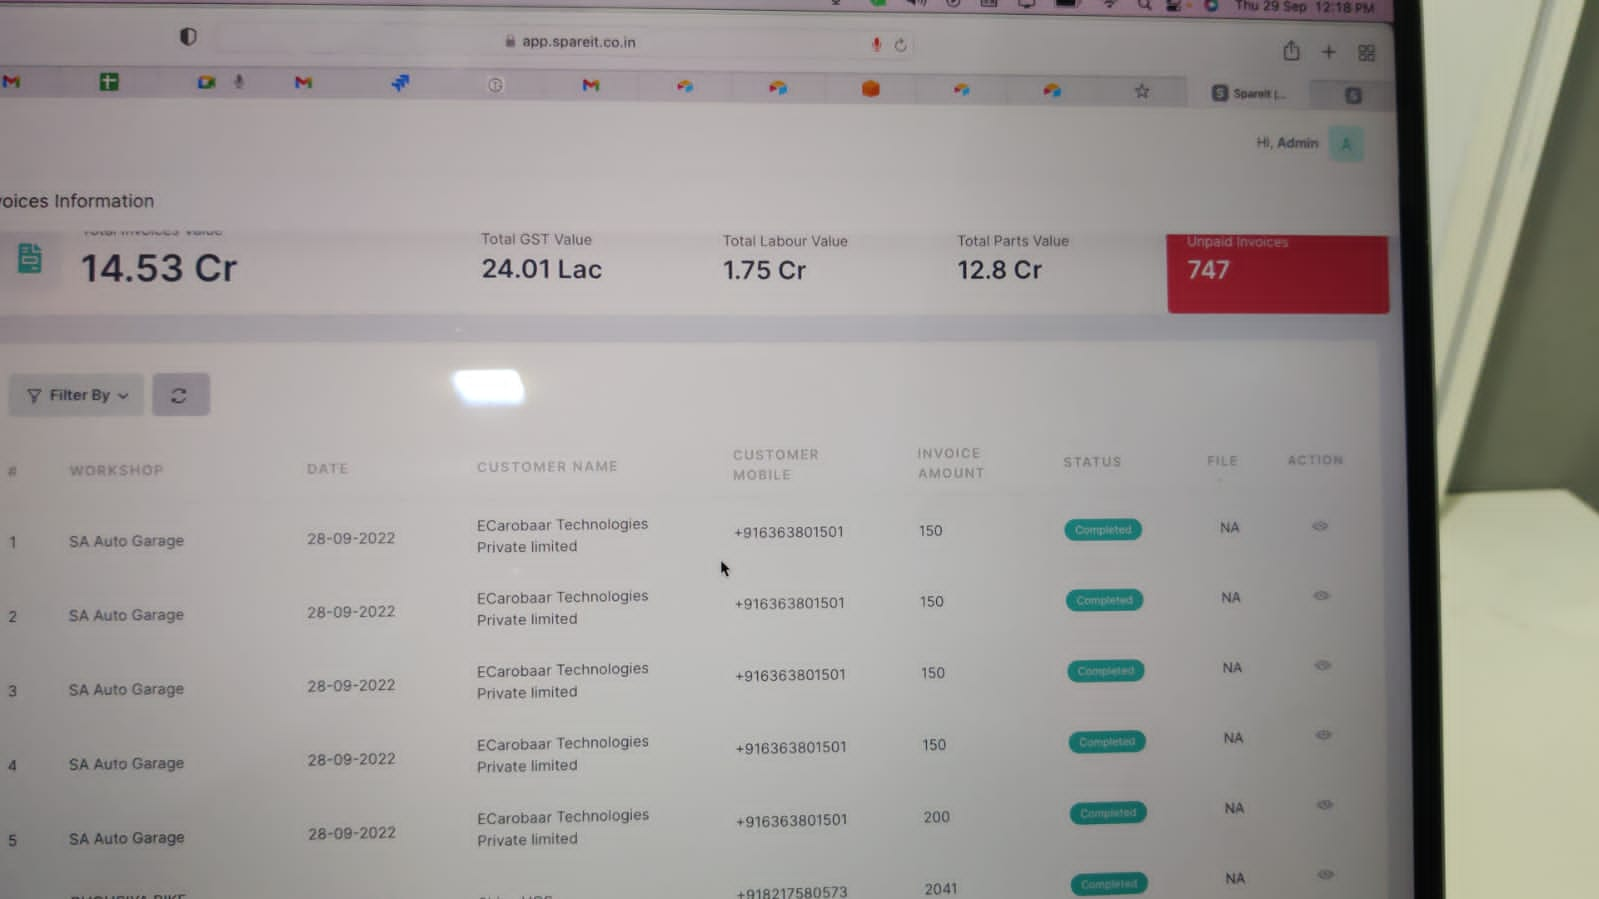 Thu 29 Sep 12:18 PM
app.spareit.co.in
Spareit |...
Hi, Admin
A
voices Information
Total Invoices Value
14.53 Cr
Total GST Value
24.01 Lac
Total Labour Value
1.75 Cr
Total Parts Value
12.8 Cr
Unpaid Invoices
747
Filter By
# WORKSHOP DATE CUSTOMER NAME CUSTOMER MOBILE INVOICE AMOUNT STATUS FILE ACTION
1 SA Auto Garage 28-09-2022 ECarobaar Technologies Private limited +916363801501 150 Completed NA
2 SA Auto Garage 28-09-2022 ECarobaar Technologies Private limited +916363801501 150 Completed NA
3 SA Auto Garage 28-09-2022 ECarobaar Technologies Private limited +916363801501 150 Completed NA
4 SA Auto Garage 28-09-2022 ECarobaar Technologies Private limited +916363801501 150 Completed NA
5 SA Auto Garage 28-09-2022 ECarobaar Technologies Private limited +916363801501 200 Completed NA
+918217580573 2041 Completed NA